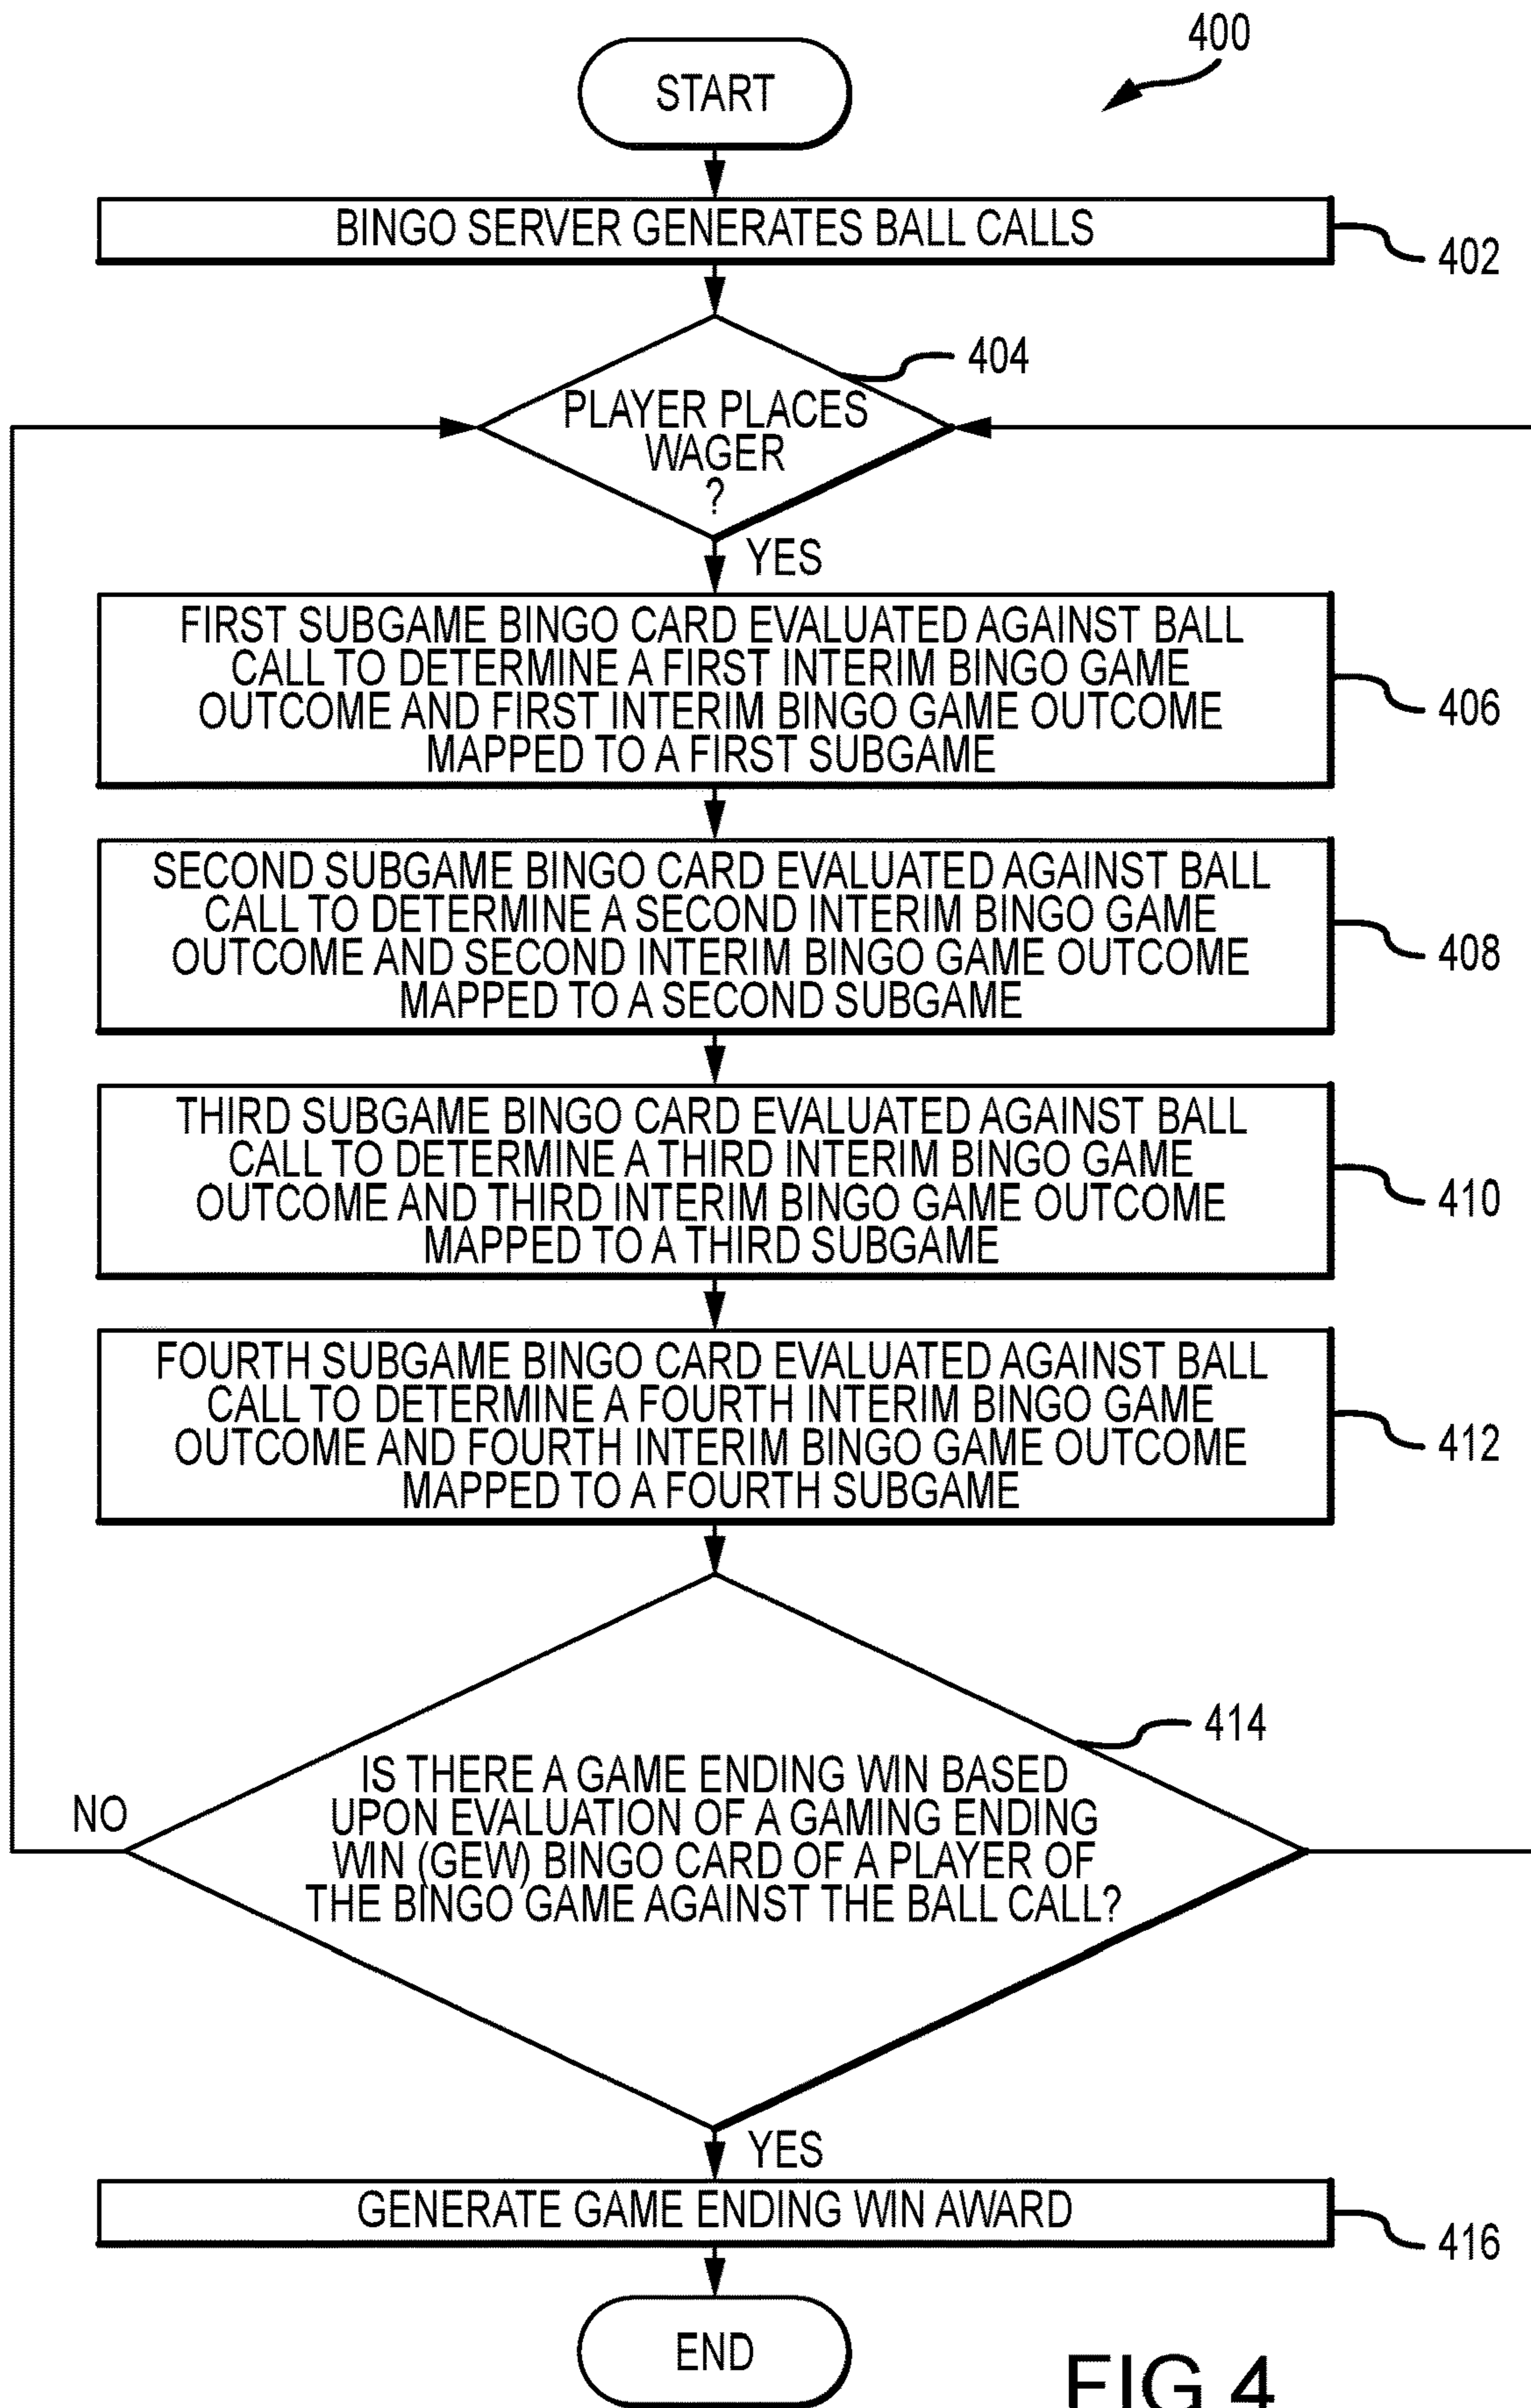 400
START
BINGO SERVER GENERATES BALL CALLS
402
404
PLAYER PLACES
WAGER
?
YES
FIRST SUBGAME BINGO CARD EVALUATED AGAINST BALL
CALL TO DETERMINE A FIRST INTERIM BINGO GAME
OUTCOME AND FIRST INTERIM BINGO GAME OUTCOME
MAPPED TO A FIRST SUBGAME
406
SECOND SUBGAME BINGO CARD EVALUATED AGAINST BALL
CALL TO DETERMINE A SECOND INTERIM BINGO GAME
OUTCOME AND SECOND INTERIM BINGO GAME OUTCOME
MAPPED TO A SECOND SUBGAME
408
THIRD SUBGAME BINGO CARD EVALUATED AGAINST BALL
CALL TO DETERMINE A THIRD INTERIM BINGO GAME
OUTCOME AND THIRD INTERIM BINGO GAME OUTCOME
MAPPED TO A THIRD SUBGAME
410
FOURTH SUBGAME BINGO CARD EVALUATED AGAINST BALL
CALL TO DETERMINE A FOURTH INTERIM BINGO GAME
OUTCOME AND FOURTH INTERIM BINGO GAME OUTCOME
MAPPED TO A FOURTH SUBGAME
412
414
IS THERE A GAME ENDING WIN BASED
UPON EVALUATION OF A GAMING ENDING
WIN (GEW) BINGO CARD OF A PLAYER OF
THE BINGO GAME AGAINST THE BALL CALL?
NO
YES
GENERATE GAME ENDING WIN AWARD
416
END
FIG 4